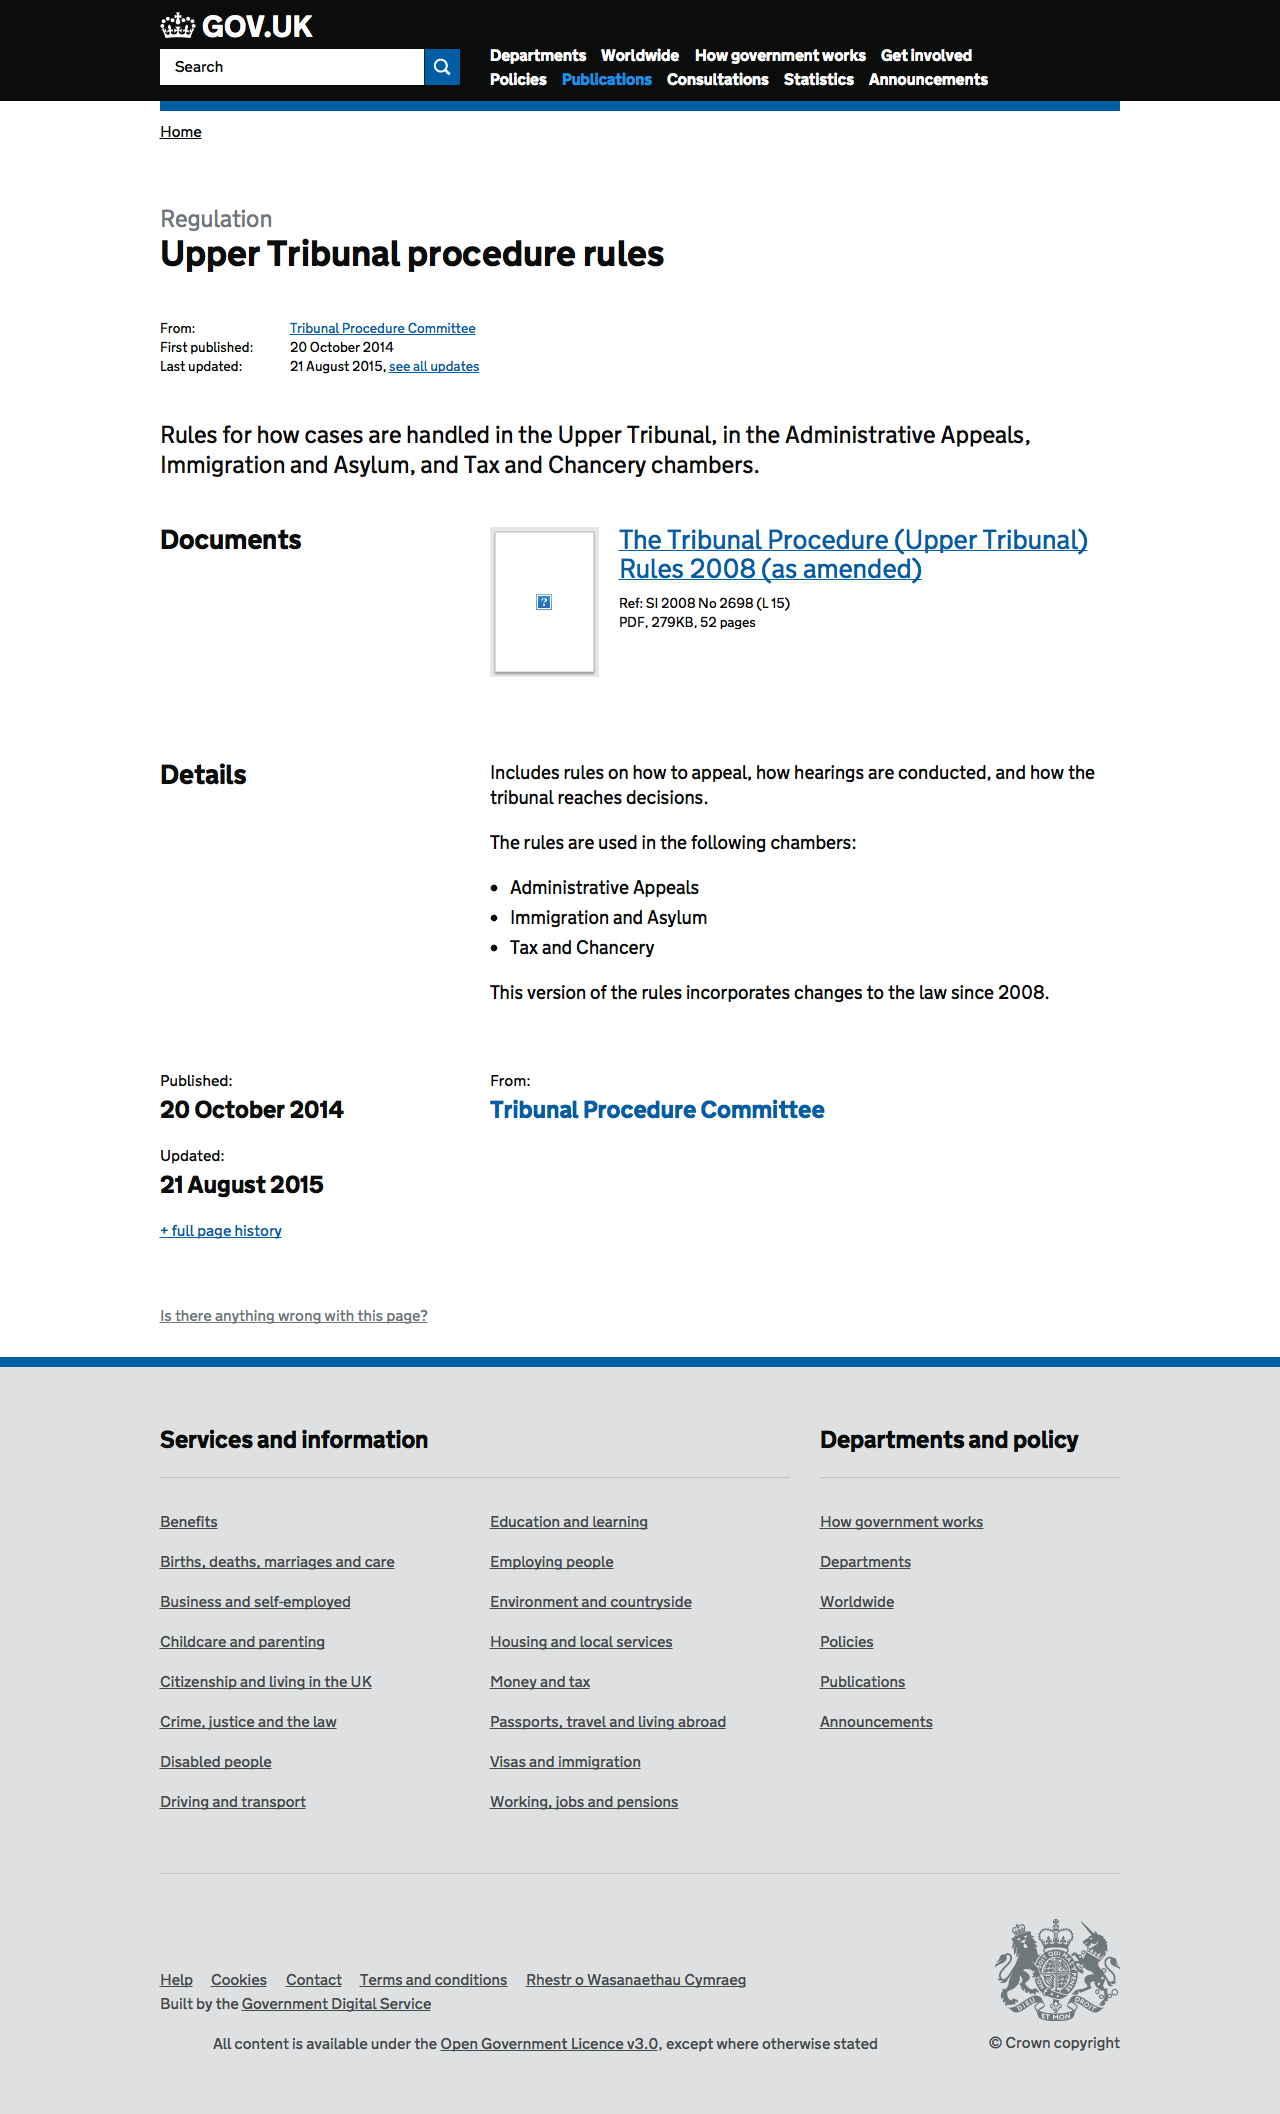 GOV.UK
Search
Departments Worldwide How government works Get involved
Policies Publications Consultations Statistics Announcements
Home
Regulation
Upper Tribunal procedure rules
From: Tribunal Procedure Committee
First published: 20 October 2014
Last updated: 21 August 2015, see all updates
Rules for how cases are handled in the Upper Tribunal, in the Administrative Appeals,
Immigration and Asylum, and Tax and Chancery chambers.
Documents
The Tribunal Procedure (Upper Tribunal)
Rules 2008 (as amended)
Ref: SI 2008 No 2698 (L 15)
PDF, 279KB, 52 pages
Details
Includes rules on how to appeal, how hearings are conducted, and how the
tribunal reaches decisions.
The rules are used in the following chambers:
• Administrative Appeals
• Immigration and Asylum
• Tax and Chancery
This version of the rules incorporates changes to the law since 2008.
Published:
20 October 2014
Updated:
21 August 2015
+ full page history
From:
Tribunal Procedure Committee
Is there anything wrong with this page?
Services and information
Benefits
Births, deaths, marriages and care
Business and self-employed
Childcare and parenting
Citizenship and living in the UK
Crime, justice and the law
Disabled people
Driving and transport
Education and learning
Employing people
Environment and countryside
Housing and local services
Money and tax
Passports, travel and living abroad
Visas and immigration
Working, jobs and pensions
Departments and policy
How government works
Departments
Worldwide
Policies
Publications
Announcements
Help Cookies Contact Terms and conditions Rhestr o Wasanaethau Cymraeg
Built by the Government Digital Service
All content is available under the Open Government Licence v3.0, except where otherwise stated
DIEU ET MON DROIT
© Crown copyright